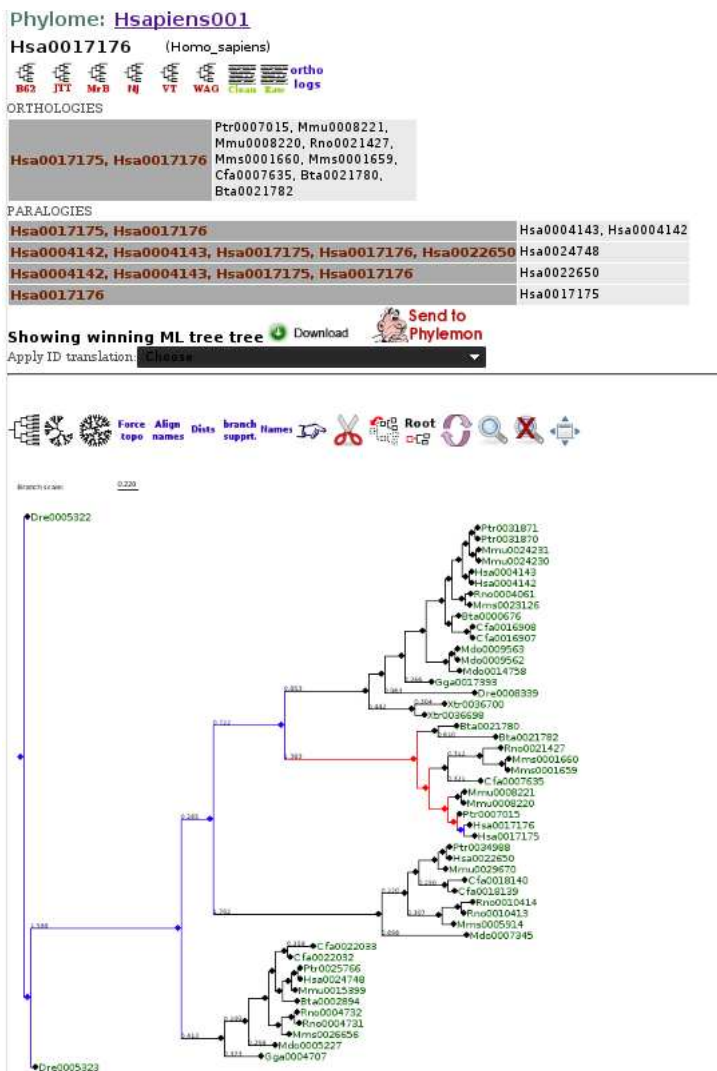 Phylome: Hsapiens001
Hsa0017176 (Homo_sapiens)
B62 JTT MrB NJ VT WAG Clean Raw ortho logs
ORTHOLOGIES
Hsa0017175, Hsa0017176
Ptr0007015, Mmu0008221,
Mmu0008220, Rno0021427,
Mms0001660, Mms0001659,
Cfa0007635, Bta0021780,
Bta0021782
PARALOGIES
Hsa0017175, Hsa0017176 Hsa0004143, Hsa0004142
Hsa0004142, Hsa0004143, Hsa0017175, Hsa0017176, Hsa0022650 Hsa0024748
Hsa0004142, Hsa0004143, Hsa0017175, Hsa0017176 Hsa0022650
Hsa0017176 Hsa0017175
Showing winning ML tree tree Download Send to Phylemon
Apply ID translation: Choose
Force topo Align names Dists branch supprt. Names Root
Branch scale: 0.220
Dre0005322
Ptr0031871
Ptr0031870
Mmu0024231
Mmu0024230
Hsa0004143
Hsa0004142
Rno0004061
Mms0023126
Bta0000676
Cfa0016908
Cfa0016907
Mdo0009563
Mdo0009562
Mdo0014758
Gga0017393
Dre0008339
Xtr0036700
Xtr0036698
Bta0021780
Bta0021782
Rno0021427
Mms0001660
Mms0001659
Cfa0007635
Mmu0008221
Mmu0008220
Ptr0007015
Hsa0017176
Hsa0017175
Ptr0034988
Hsa0022650
Mmu0029670
Cfa0018140
Cfa0018139
Rno0010414
Rno0010413
Mms0005914
Mdo0007345
Cfa0022033
Cfa0022032
Ptr0025766
Hsa0024748
Mmu0015399
Bta0002894
Rno0004732
Rno0004731
Mms0026656
Mdo0005227
Gga0004707
Dre0005323